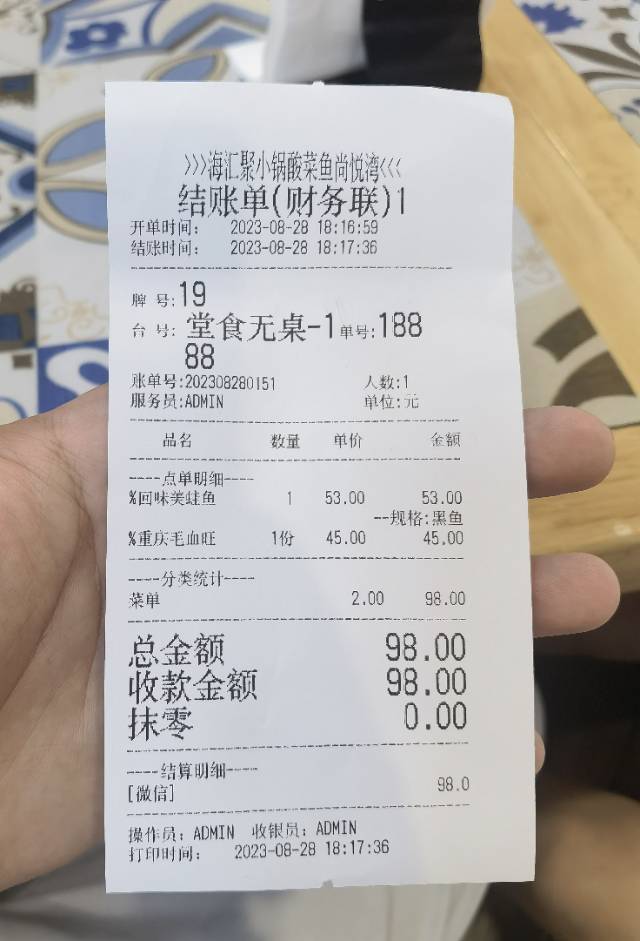 >>>海汇聚小锅酸菜鱼尚悦湾<<<
结账单(财务联)1
开单时间： 2023-08-28 18:16:59
结账时间： 2023-08-28 18:17:36
牌 号:19
台 号: 堂食无桌-1 单号:188
88
账单号:202308280151 人数:1
服务员:ADMIN 单位:元
品名 数量 单价 金额
----点单明细----
%回味美蛙鱼 1 53.00 53.00
--规格:黑鱼
%重庆毛血旺 1份 45.00 45.00
----分类统计----
菜单 2.00 98.00
总金额 98.00
收款金额 98.00
抹零 0.00
----结算明细----
[微信] 98.0
操作员：ADMIN 收银员：ADMIN
打印时间： 2023-08-28 18:17:36